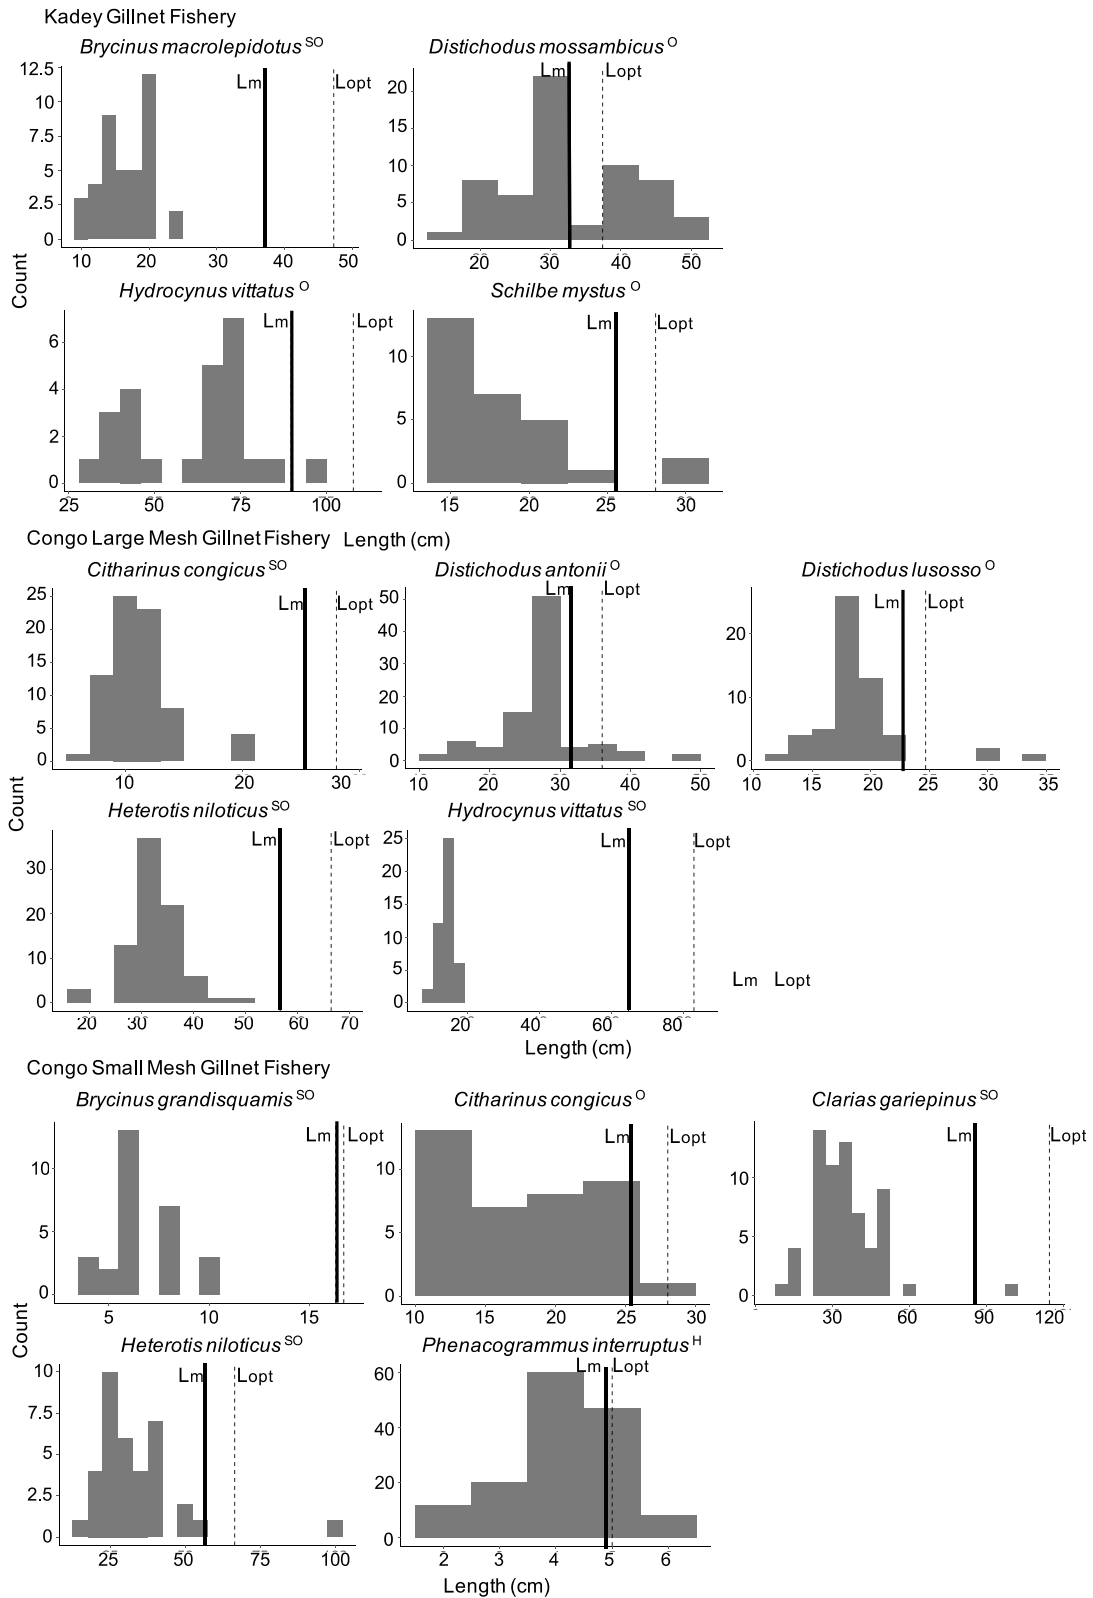 Kadey Gillnet Fishery
Brycinus macrolepidotus SO
Distichodus mossambicus O
12.5
10
7.5
5
2.5
0
Lm
Lopt
10 20 30 40 50
20
15
10
5
0
Lm
Lopt
20 30 40 50
Count
Hydrocynus vittatus O
Schilbe mystus O
6
4
2
0
Lm
Lopt
25 50 75 100
10
5
0
Lm
Lopt
15 20 25 30
Congo Large Mesh Gillnet Fishery
Length (cm)
Citharinus congicus SO
Distichodus antonii O
Distichodus lusosso O
25
20
15
10
5
0
Lm
Lopt
10 20 30
50
40
30
20
10
0
Lm
Lopt
10 20 30 40 50
20
10
0
Lm
Lopt
10 15 20 25 30 35
Count
Heterotis niloticus SO
Hydrocynus vittatus SO
30
20
10
0
Lm
Lopt
20 30 40 50 60 70
25
20
15
10
5
0
Lm
Lopt
20 40 60 80
Lm Lopt
Length (cm)
Congo Small Mesh Gillnet Fishery
Brycinus grandisquamis SO
Citharinus congicus O
Clarias gariepinus SO
10
5
0
Lm
Lopt
5 10 15
10
5
0
Lm
Lopt
10 15 20 25 30
10
5
0
Lm
Lopt
30 60 90 120
Count
Heterotis niloticus SO
Phenacogrammus interruptus H
10
7.5
5
2.5
0
Lm
Lopt
25 50 75 100
60
40
20
0
Lm
Lopt
2 3 4 5 6
Length (cm)